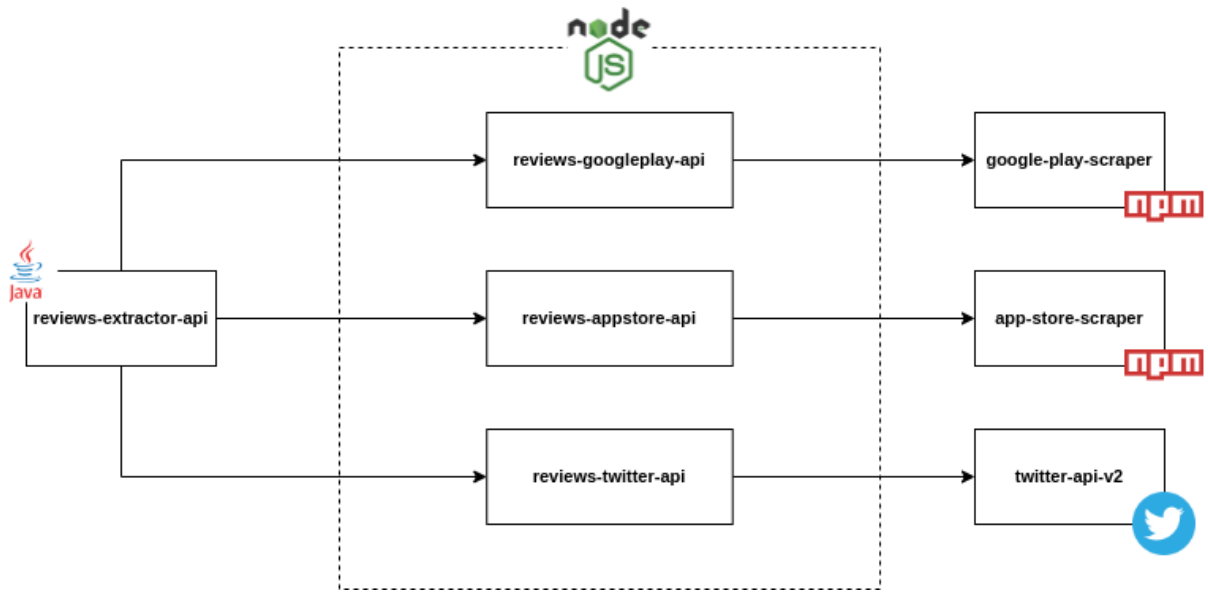 node
JS
reviews-googleplay-api
google-play-scraper
npm
Java
reviews-extractor-api
reviews-appstore-api
app-store-scraper
npm
reviews-twitter-api
twitter-api-v2